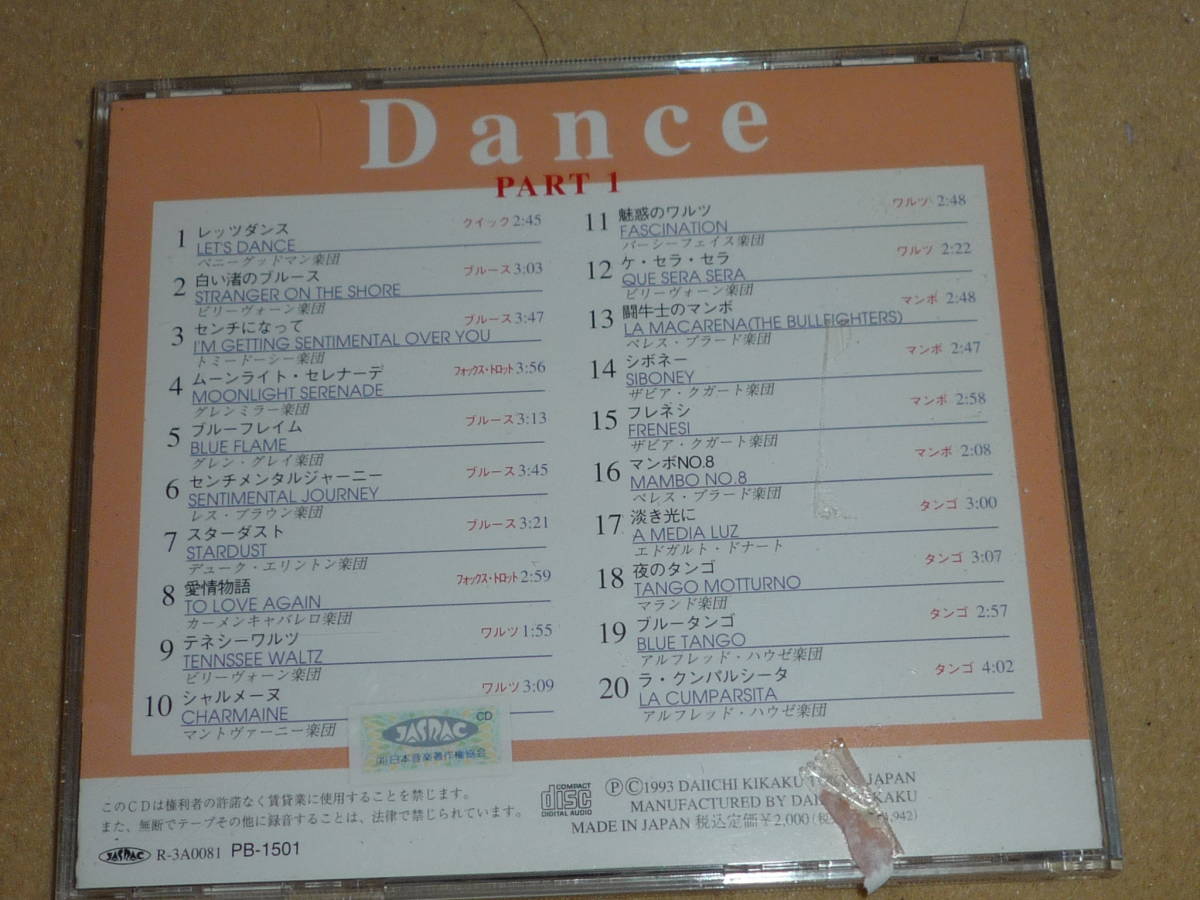 Dance
PART 1
1 レッツダンス クイック 2:45
LET'S DANCE
ベニーグッドマン楽団
2 白い渚のブルース ブルース 3:03
STRANGER ON THE SHORE
ビリーヴォーン楽団
3 センチになって ブルース 3:47
I'M GETTING SENTIMENTAL OVER YOU
トミードーシー楽団
4 ムーンライト・セレナーデ フォックス・トロット 3:56
MOONLIGHT SERENADE
グレンミラー楽団
5 ブルーフレイム ブルース 3:13
BLUE FLAME
グレン・グレイ楽団
6 センチメンタルジャーニー ブルース 3:45
SENTIMENTAL JOURNEY
レス・ブラウン楽団
7 スターダスト ブルース 3:21
STARDUST
デューク・エリントン楽団
8 愛情物語 フォックス・トロット 2:59
TO LOVE AGAIN
カーメンキャバレロ楽団
9 テネシーワルツ ワルツ 1:55
TENNSSEE WALTZ
ビリーヴォーン楽団
10 シャルメーヌ ワルツ 3:09
CHARMAINE
マントヴァーニー楽団
11 魅惑のワルツ ワルツ 2:48
FASCINATION
パーシーフェイス楽団
12 ケ・セラ・セラ ワルツ 2:22
QUE SERA SERA
ビリーヴォーン楽団
13 闘牛士のマンボ マンボ 2:48
LA MACARENA(THE BULLFIGHTERS)
ペレス・プラード楽団
14 シボネー マンボ 2:47
SIBONEY
ザビア・クガート楽団
15 フレネシ マンボ 2:58
FRENESI
ザビア・クガート楽団
16 マンボNO.8 マンボ 2:08
MAMBO NO.8
ペレス・プラード楽団
17 淡き光に タンゴ 3:00
A MEDIA LUZ
エドガルト・ドナート
18 夜のタンゴ タンゴ 3:07
TANGO MOTTURNO
マランド楽団
19 ブルータンゴ タンゴ 2:57
BLUE TANGO
アルフレッド・ハウゼ楽団
20 ラ・クンパルシータ タンゴ 4:02
LA CUMPARSITA
アルフレッド・ハウゼ楽団
JASRAC CD
(社)日本音楽著作権協会
このCDは権利者の許諾なく賃貸業に使用することを禁じます。
また、無断でテープその他に録音することは、法律で禁じられています。
JASRAC R-3A0081 PB-1501
COMPACT disc DIGITAL AUDIO
ⓅⒸ1993 DAIICHI KIKAKU JAPAN
MANUFACTURED BY
MADE IN JAPAN 税込定価¥2,000